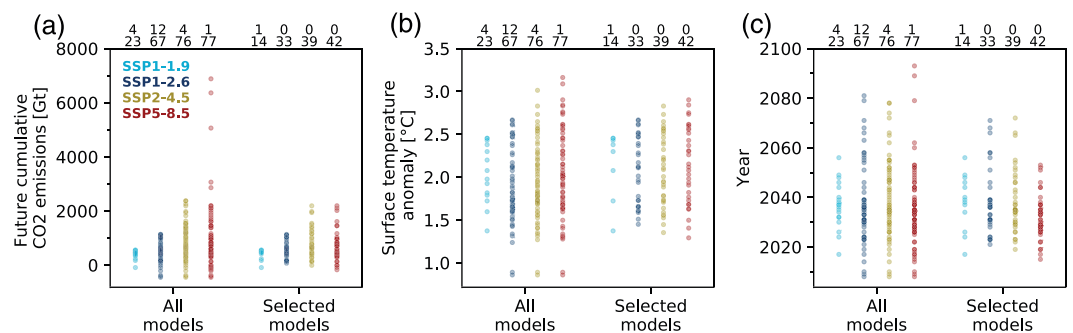 (a)
4 12 4 1 1 0 0 0
23 67 76 77 14 33 39 42
8000
6000
4000
2000
0
Future cumulative
CO2 emissions [Gt]
SSP1-1.9
SSP1-2.6
SSP2-4.5
SSP5-8.5
All
models
Selected
models
(b)
4 12 4 1 1 0 0 0
23 67 76 77 14 33 39 42
3.5
3.0
2.5
2.0
1.5
1.0
Surface temperature
anomaly [°C]
All
models
Selected
models
(c)
4 12 4 1 1 0 0 0
23 67 76 77 14 33 39 42
2100
2080
2060
2040
2020
Year
All
models
Selected
models